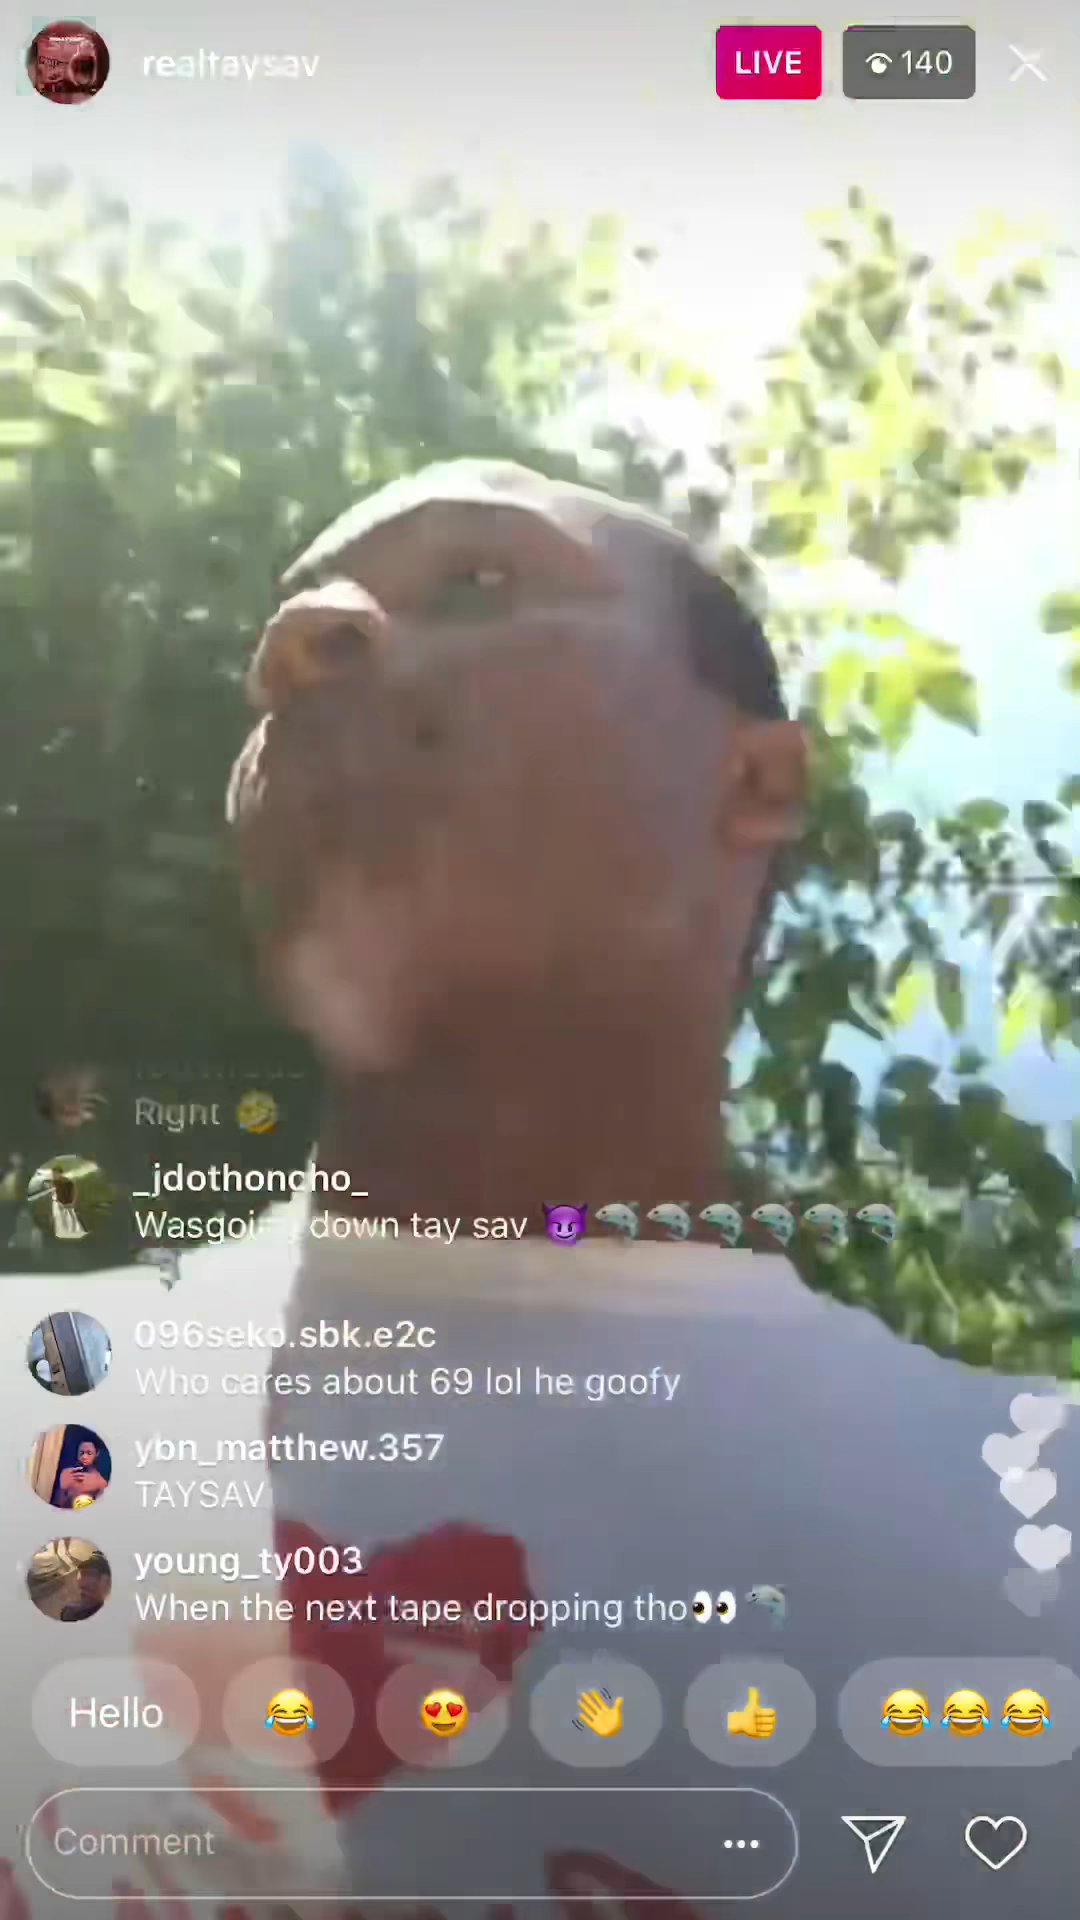 realtaysav
LIVE
140
Right 🤣
_jdothoncho_
down tay sav 😈🐬🐬🐬🐬🐬🐬
🐬
096seko.sbk.e2c
Who cares about 69 lol he goofy
ybn_matthew.357
TAYSAV
young_ty003
When the next tape dropping tho👀🐬
Hello 😂 😍 👋 👍 😂😂😂
Comment